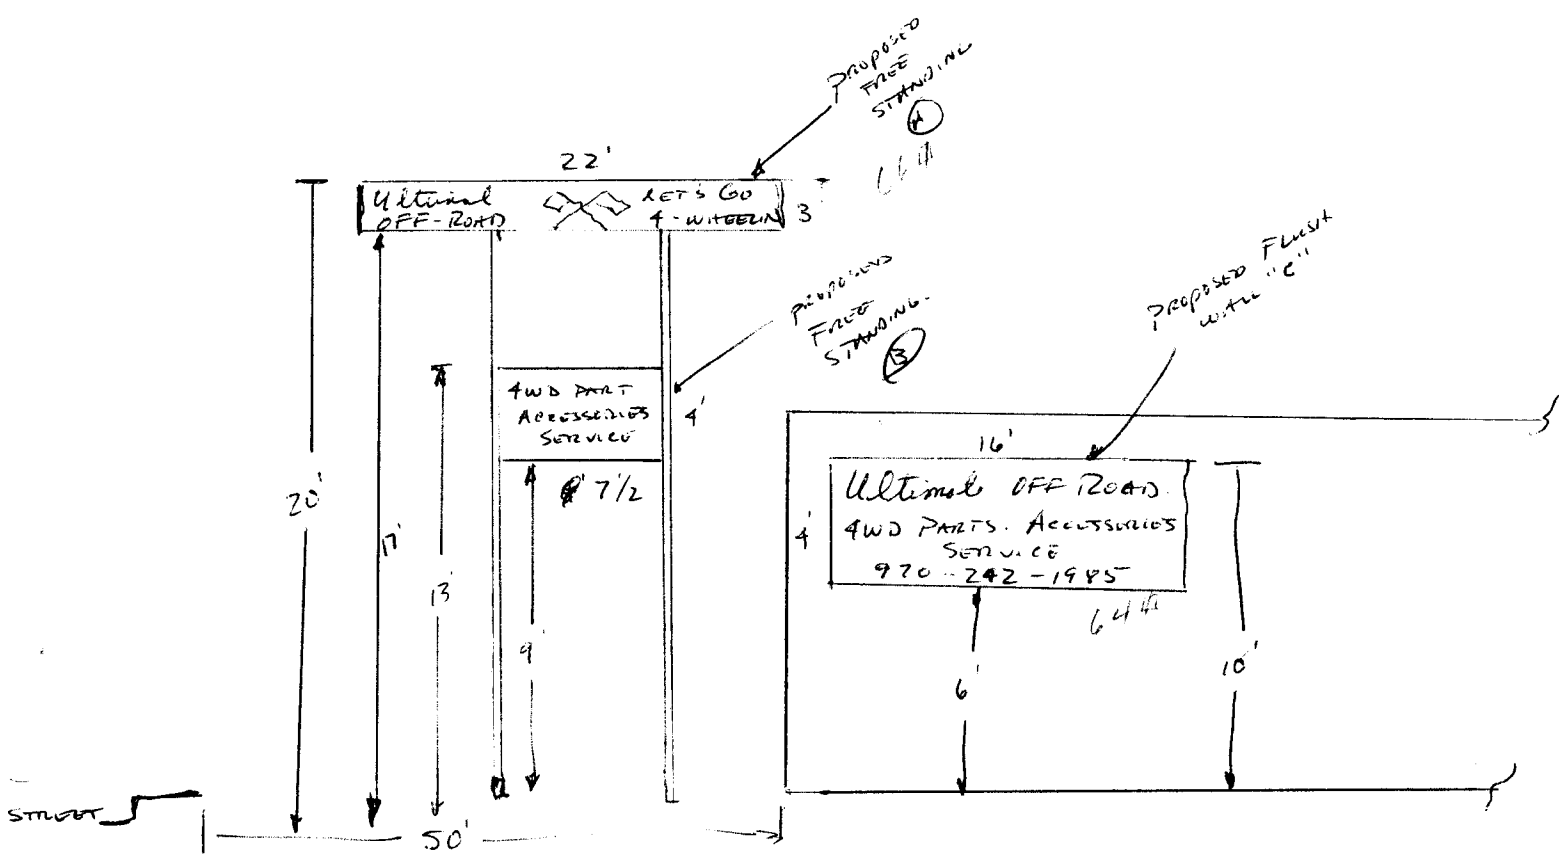 PROPOSED
FREE
STANDING
A
66 #
22'
Ultimate
OFF-ROAD
LET'S GO
4-WHEELIN
3'
PROPOSED
FREE
STANDING.
B
PROPOSED FLUSH
WALL "C"
4WD PART
ACCESSORIES
SERVICE
4'
7 1/2
16'
Ultimate OFF ROAD
4WD PARTS. ACCESSORIES
SERVICE
970-242-1985
4'
64 #
20'
17'
13'
9'
6'
10'
STREET
50'